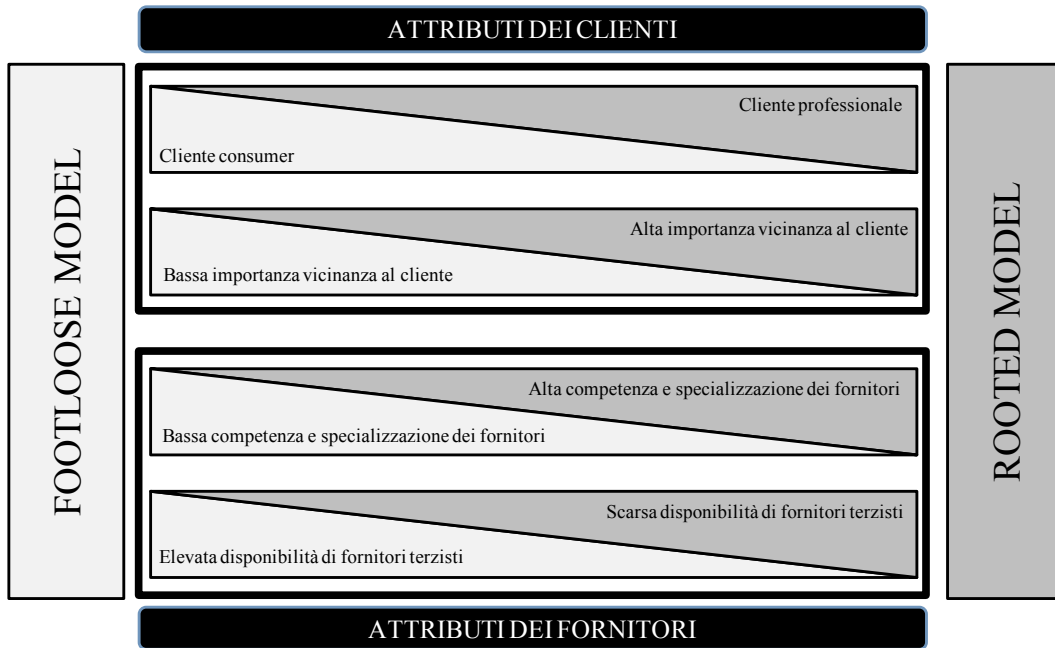 ATTRIBUTI DEI CLIENTI
FOOTLOOSE MODEL
Cliente professionale
Cliente consumer
Alta importanza vicinanza al cliente
Bassa importanza vicinanza al cliente
Alta competenza e specializzazione dei fornitori
Bassa competenza e specializzazione dei fornitori
Scarsa disponibilità di fornitori terzisti
Elevata disponibilità di fornitori terzisti
ROOTED MODEL
ATTRIBUTI DEI FORNITORI